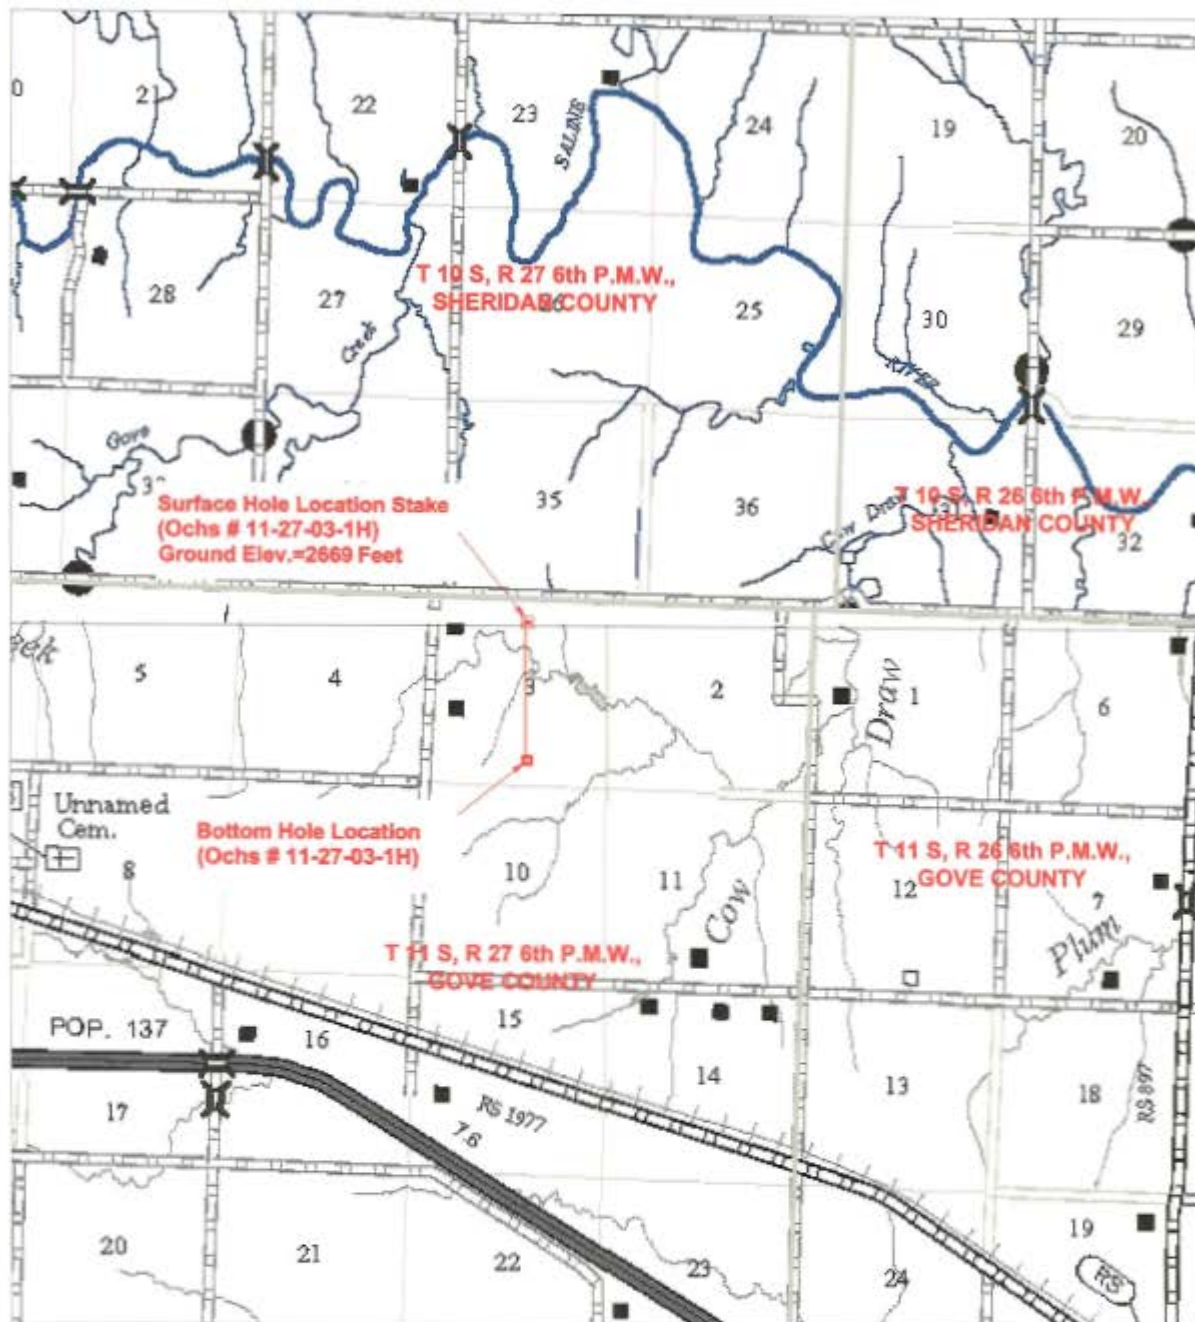 21
22
23
SALINE
24
19
20
28
27
T 10 S, R 27 6th P.M.W.,
SHERIDAN COUNTY
26
25
30
29
Creek
RIVER
Gove
35
36
Cow Draw
31
32
T 10 S, R 26 6th P.M.W.,
SHERIDAN COUNTY
Surface Hole Location Stake
(Ochs # 11-27-03-1H)
Ground Elev.=2669 Feet
5
4
3
2
Draw
1
6
Unnamed
Cem.
Bottom Hole Location
(Ochs # 11-27-03-1H)
8
10
11
Cow
12
T 11 S, R 26 6th P.M.W.,
GOVE COUNTY
7
Plum
T 11 S, R 27 6th P.M.W.,
GOVE COUNTY
POP. 137
16
15
14
13
18
RS 897
17
RS 1977
7.6
20
21
22
23
24
19
RS